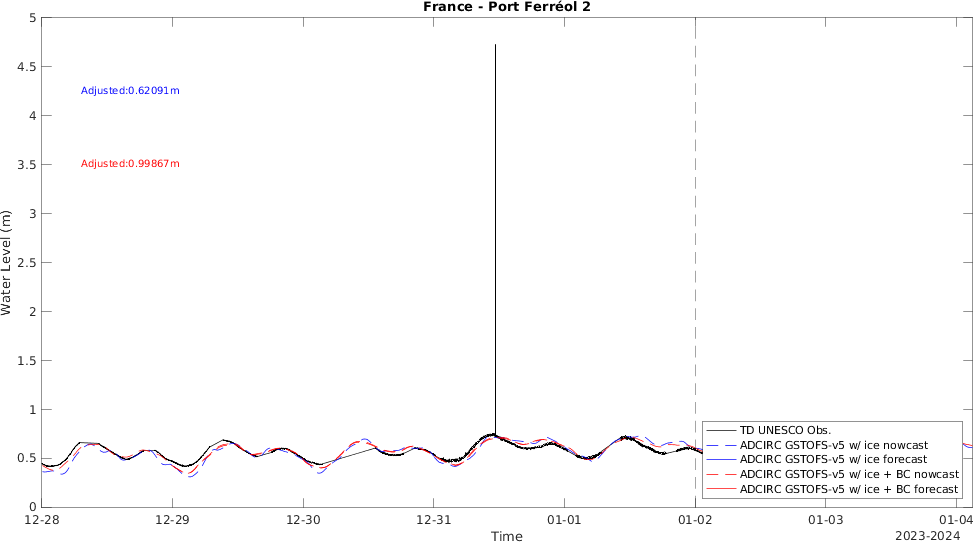 France - Port Ferréol 2
5
4.5
4
3.5
3
2.5
2
1.5
1
0.5
0
Water Level (m)
Adjusted:0.62091m
Adjusted:0.99867m
TD UNESCO Obs.
ADCIRC GSTOFS-v5 w/ ice nowcast
ADCIRC GSTOFS-v5 w/ ice forecast
ADCIRC GSTOFS-v5 w/ ice + BC nowcast
ADCIRC GSTOFS-v5 w/ ice + BC forecast
12-28 12-29 12-30 12-31 01-01 01-02 01-03 01-04
Time
2023-2024